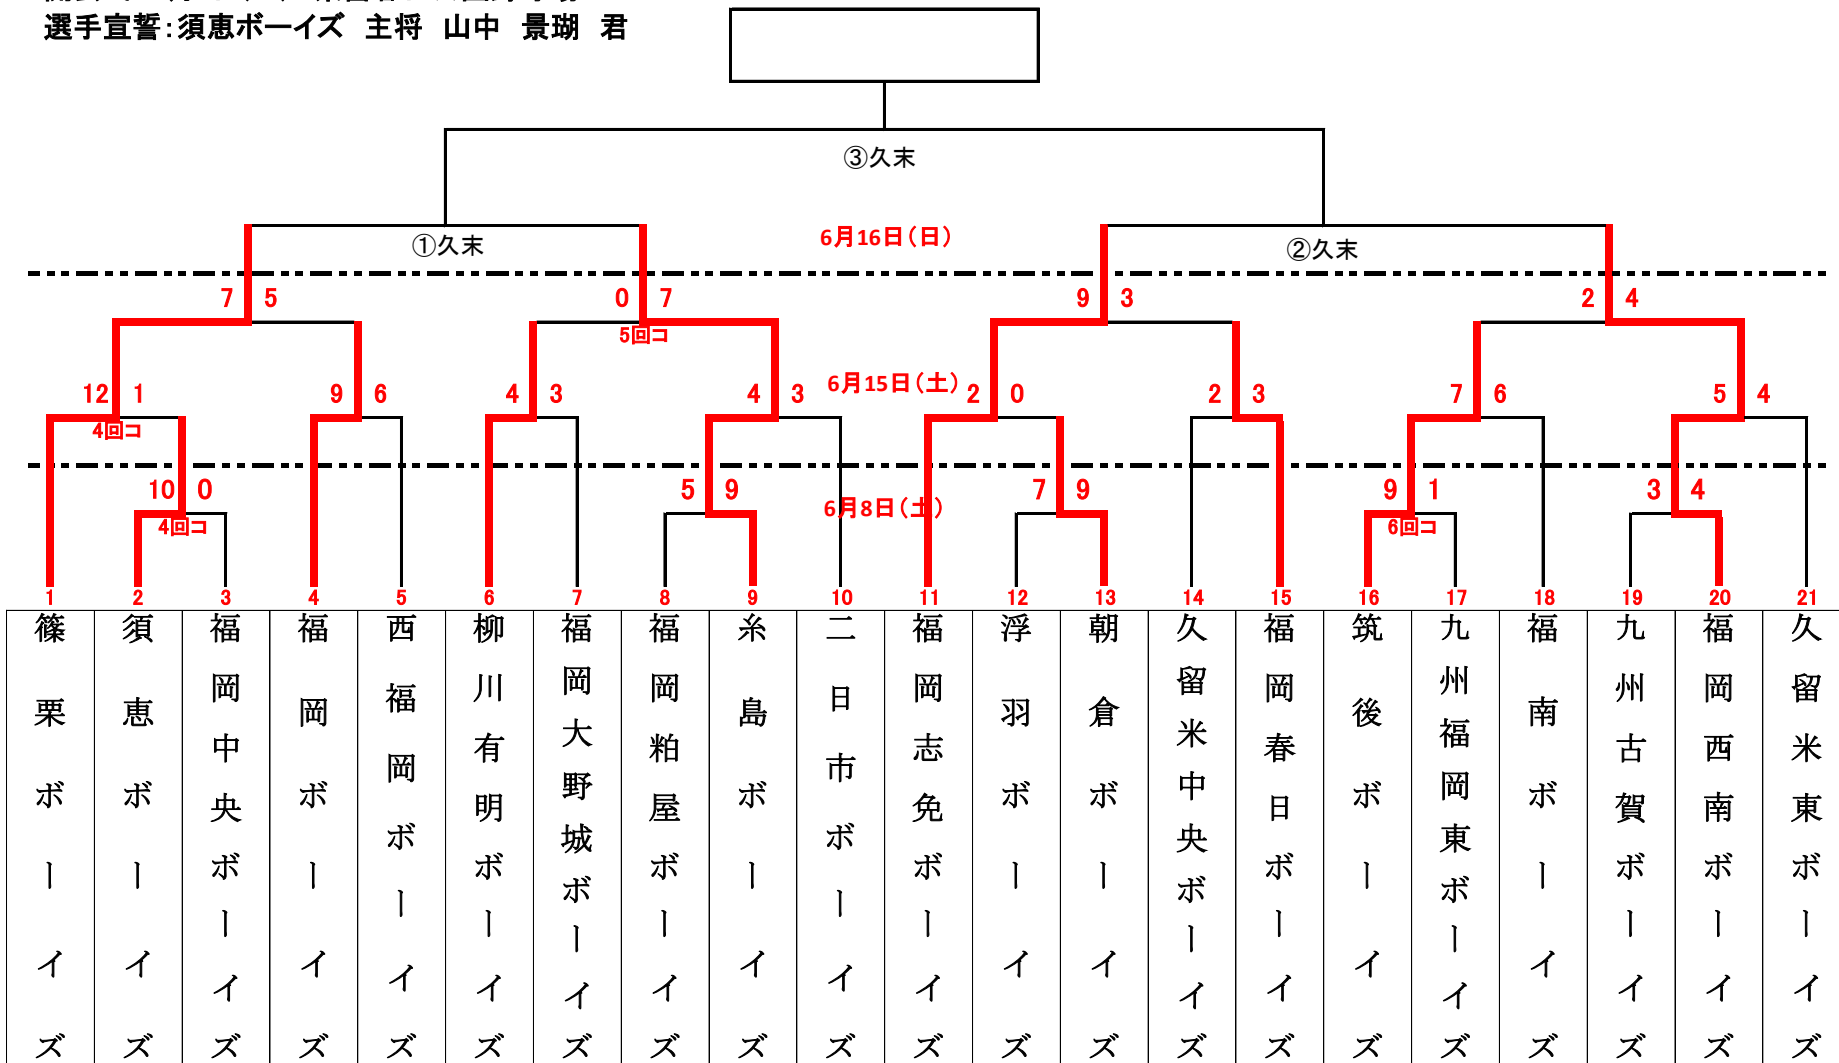 選手宣誓：須恵ボーイズ 主将 山中 景瑚 君
③久末
①久末
6月16日（日）
②久末
7 5
0 7
9 3
2 4
5回コ
12 1
9 6
4 3
4 3
6月15日（土）
2 0
2 3
7 6
5 4
4回コ
10 0
5 9
6月8日（土）
7 9
9 1
3 4
4回コ
6回コ
1 2 3 4 5 6 7 8 9 10 11 12 13 14 15 16 17 18 19 20 21
篠栗ボーイズ
須恵ボーイズ
福岡中央ボーイズ
福岡ボーイズ
西福岡ボーイズ
柳川有明ボーイズ
福岡大野城ボーイズ
福岡粕屋ボーイズ
糸島ボーイズ
二日市ボーイズ
福岡志免ボーイズ
浮羽ボーイズ
朝倉ボーイズ
久留米中央ボーイズ
福岡春日ボーイズ
筑後ボーイズ
九州福岡東ボーイズ
福南ボーイズ
九州古賀ボーイズ
福岡西南ボーイズ
久留米東ボーイズ